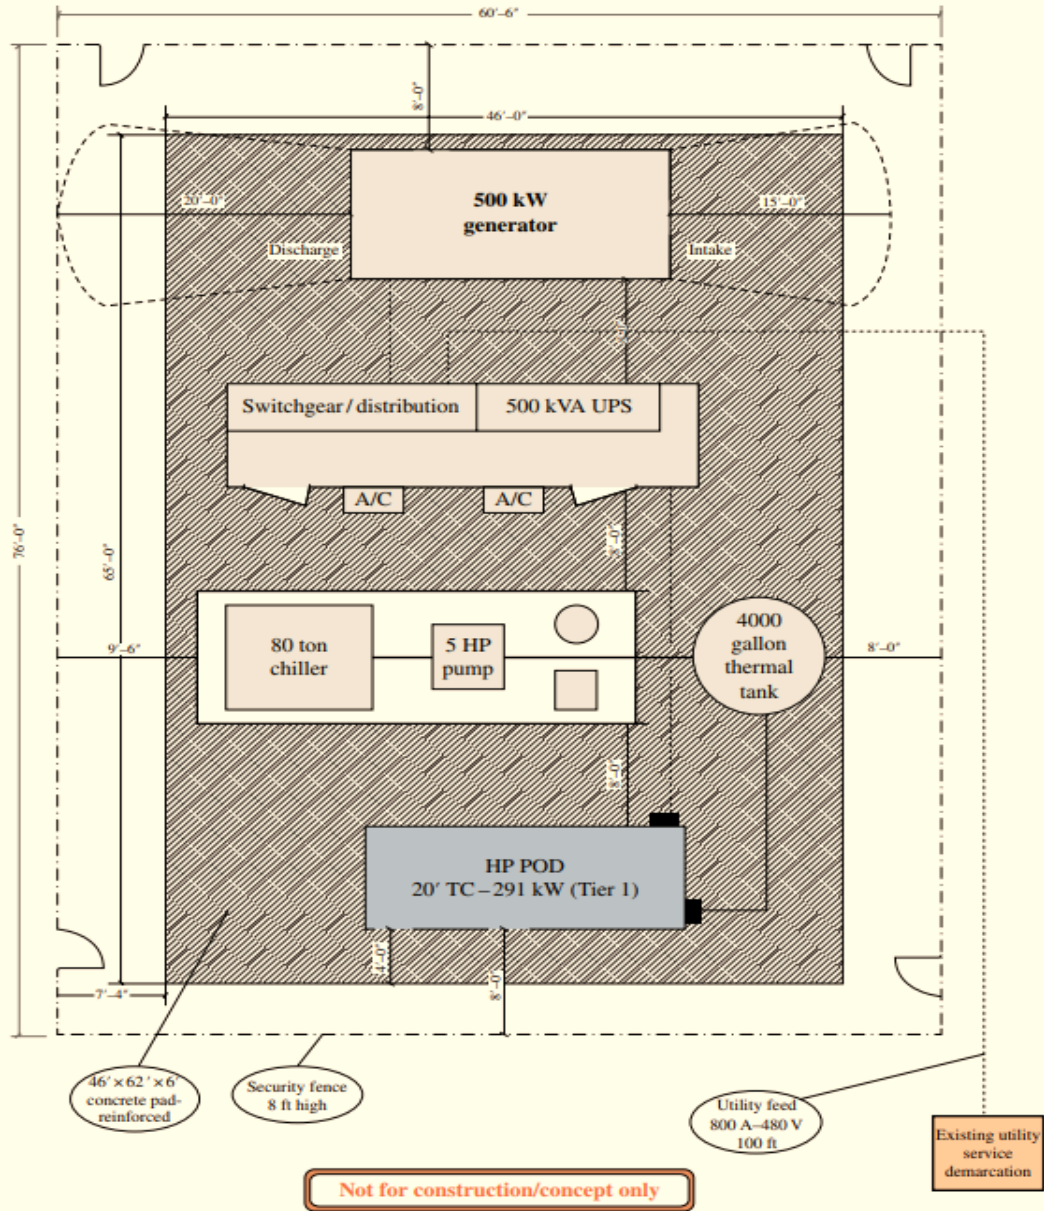 60′–6″
8′–0″
46′–0″
500 kW
generator
20′–0″
15′–0″
Discharge
Intake
Switchgear / distribution
500 kVA UPS
A/C
A/C
76′–0″
65′–0″
8′–0″
9′–6″
80 ton
chiller
5 HP
pump
4000
gallon
thermal
tank
8′–0″
8′–0″
HP POD
20′ TC – 291 kW (Tier 1)
4′–0″
8′–0″
7′–4″
46′ × 62′ × 6′
concrete pad-
reinforced
Security fence
8 ft high
Utility feed
800 A–480 V
100 ft
Existing utility
service
demarcation
Not for construction/concept only